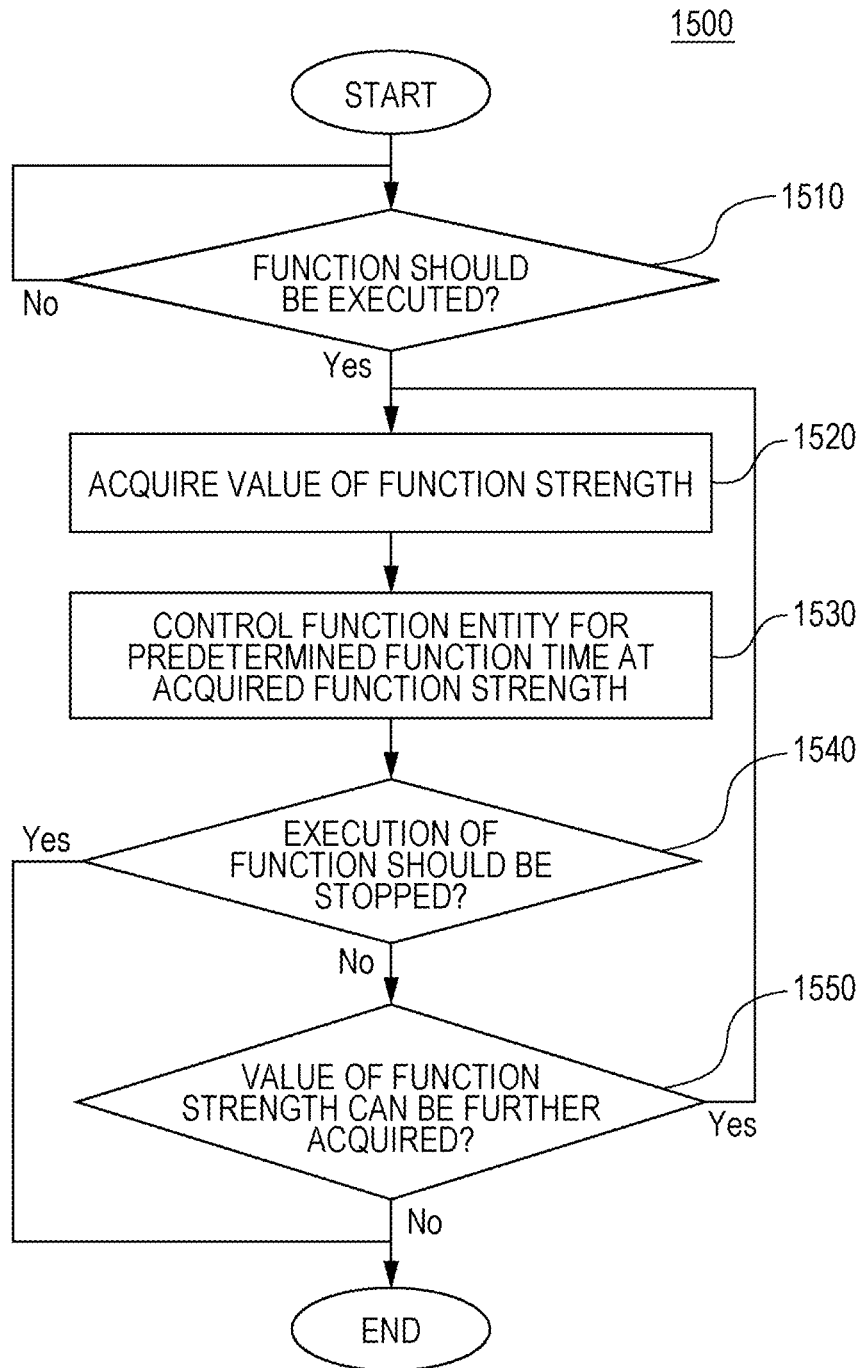 1500
START
1510
FUNCTION SHOULD
BE EXECUTED?
No
Yes
1520
ACQUIRE VALUE OF FUNCTION STRENGTH
1530
CONTROL FUNCTION ENTITY FOR
PREDETERMINED FUNCTION TIME AT
ACQUIRED FUNCTION STRENGTH
1540
Yes
EXECUTION OF
FUNCTION SHOULD BE
STOPPED?
No
1550
VALUE OF FUNCTION
STRENGTH CAN BE FURTHER
ACQUIRED?
Yes
No
END